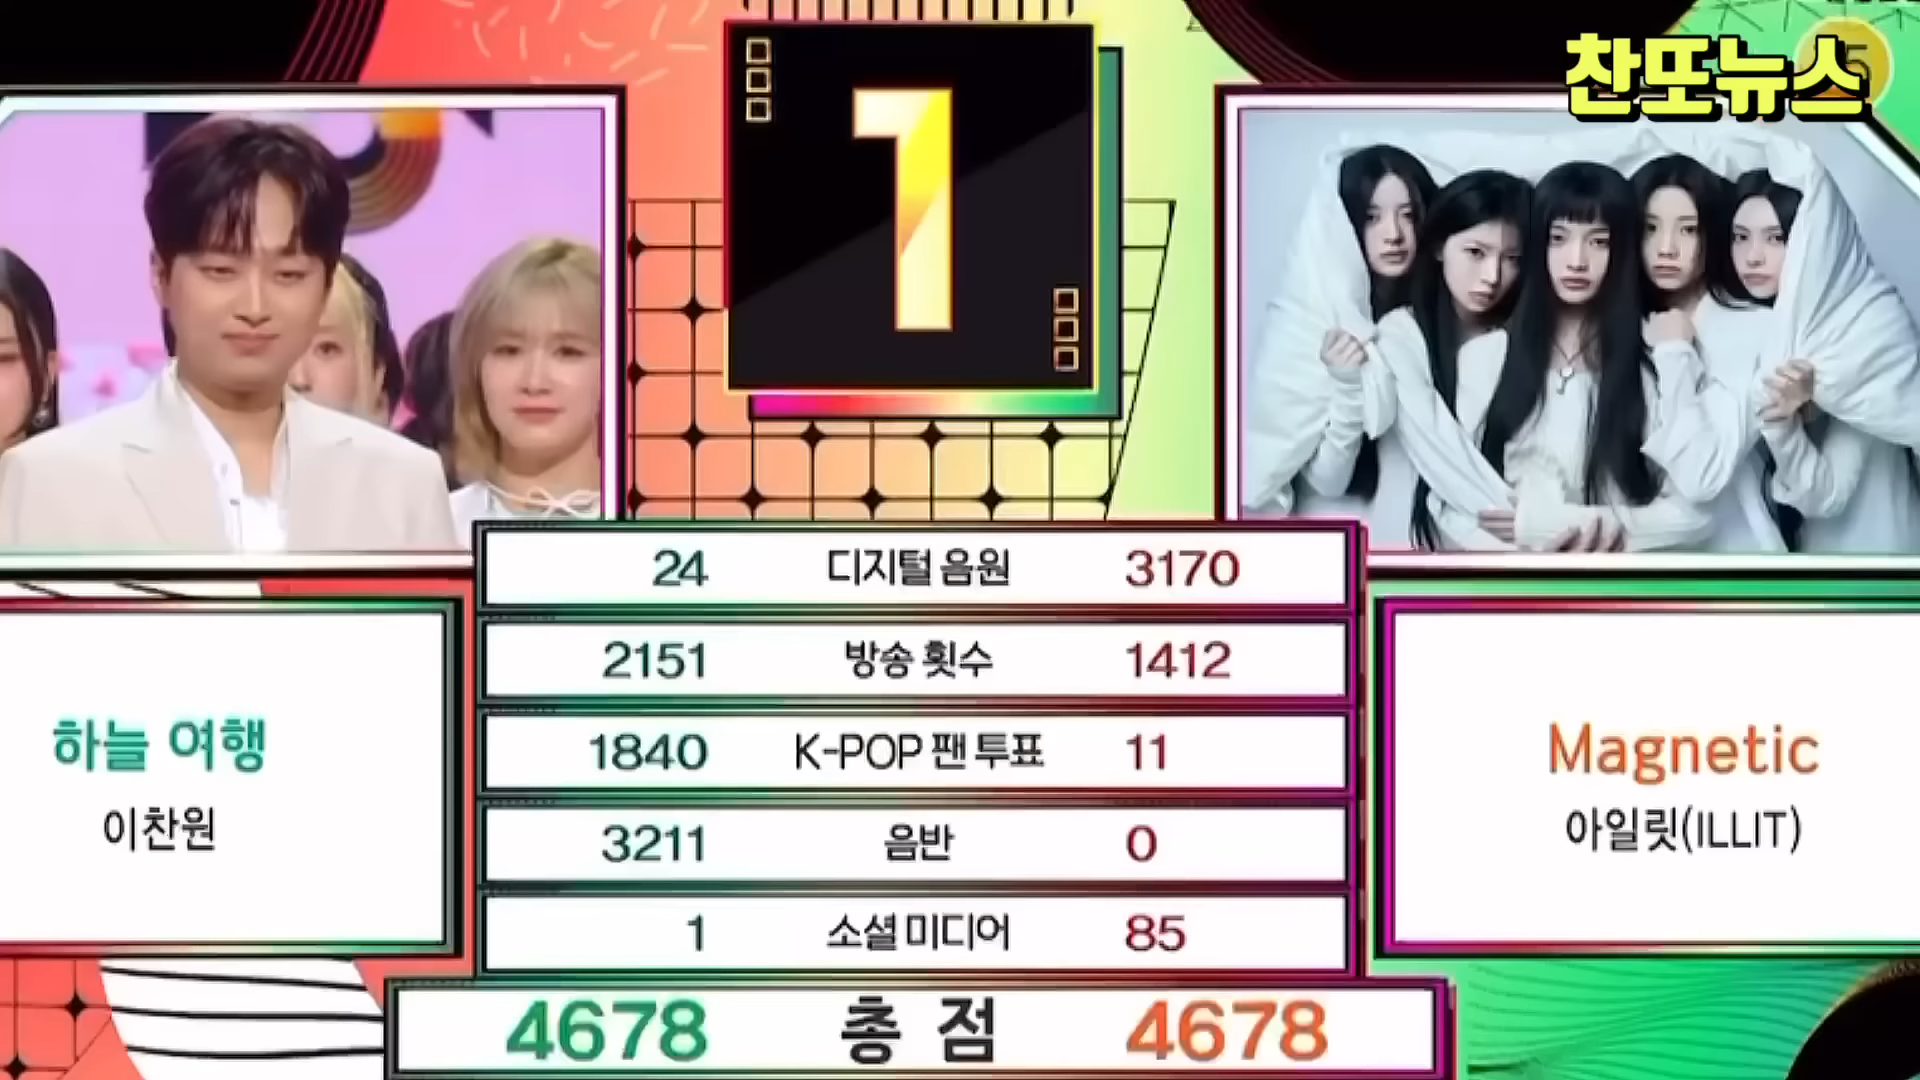 찬또뉴스
1
24 디지털 음원 3170
2151 방송 횟수 1412
1840 K-POP 팬 투표 11
3211 음반 0
1 소셜 미디어 85
4678 총 점 4678
하늘 여행
이찬원
Magnetic
아일릿(ILLIT)